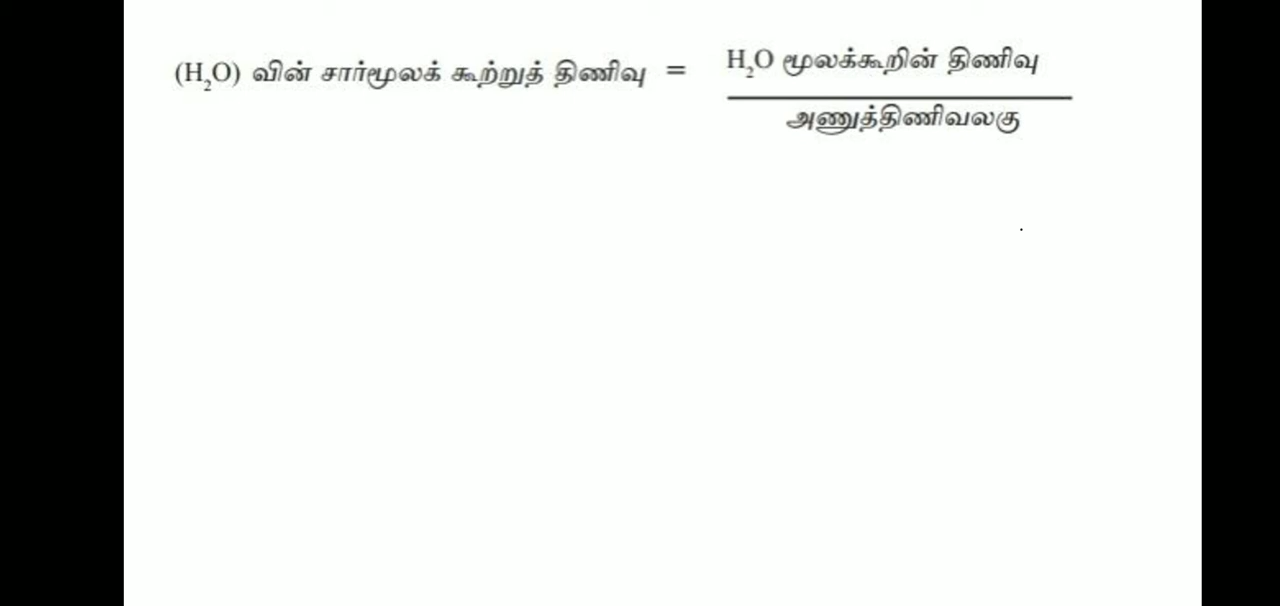 (H₂O) வின் சார்மூலக் கூற்றுத் திணிவு = H₂O மூலக்கூறின் திணிவு
அணுத்திணிவலகு